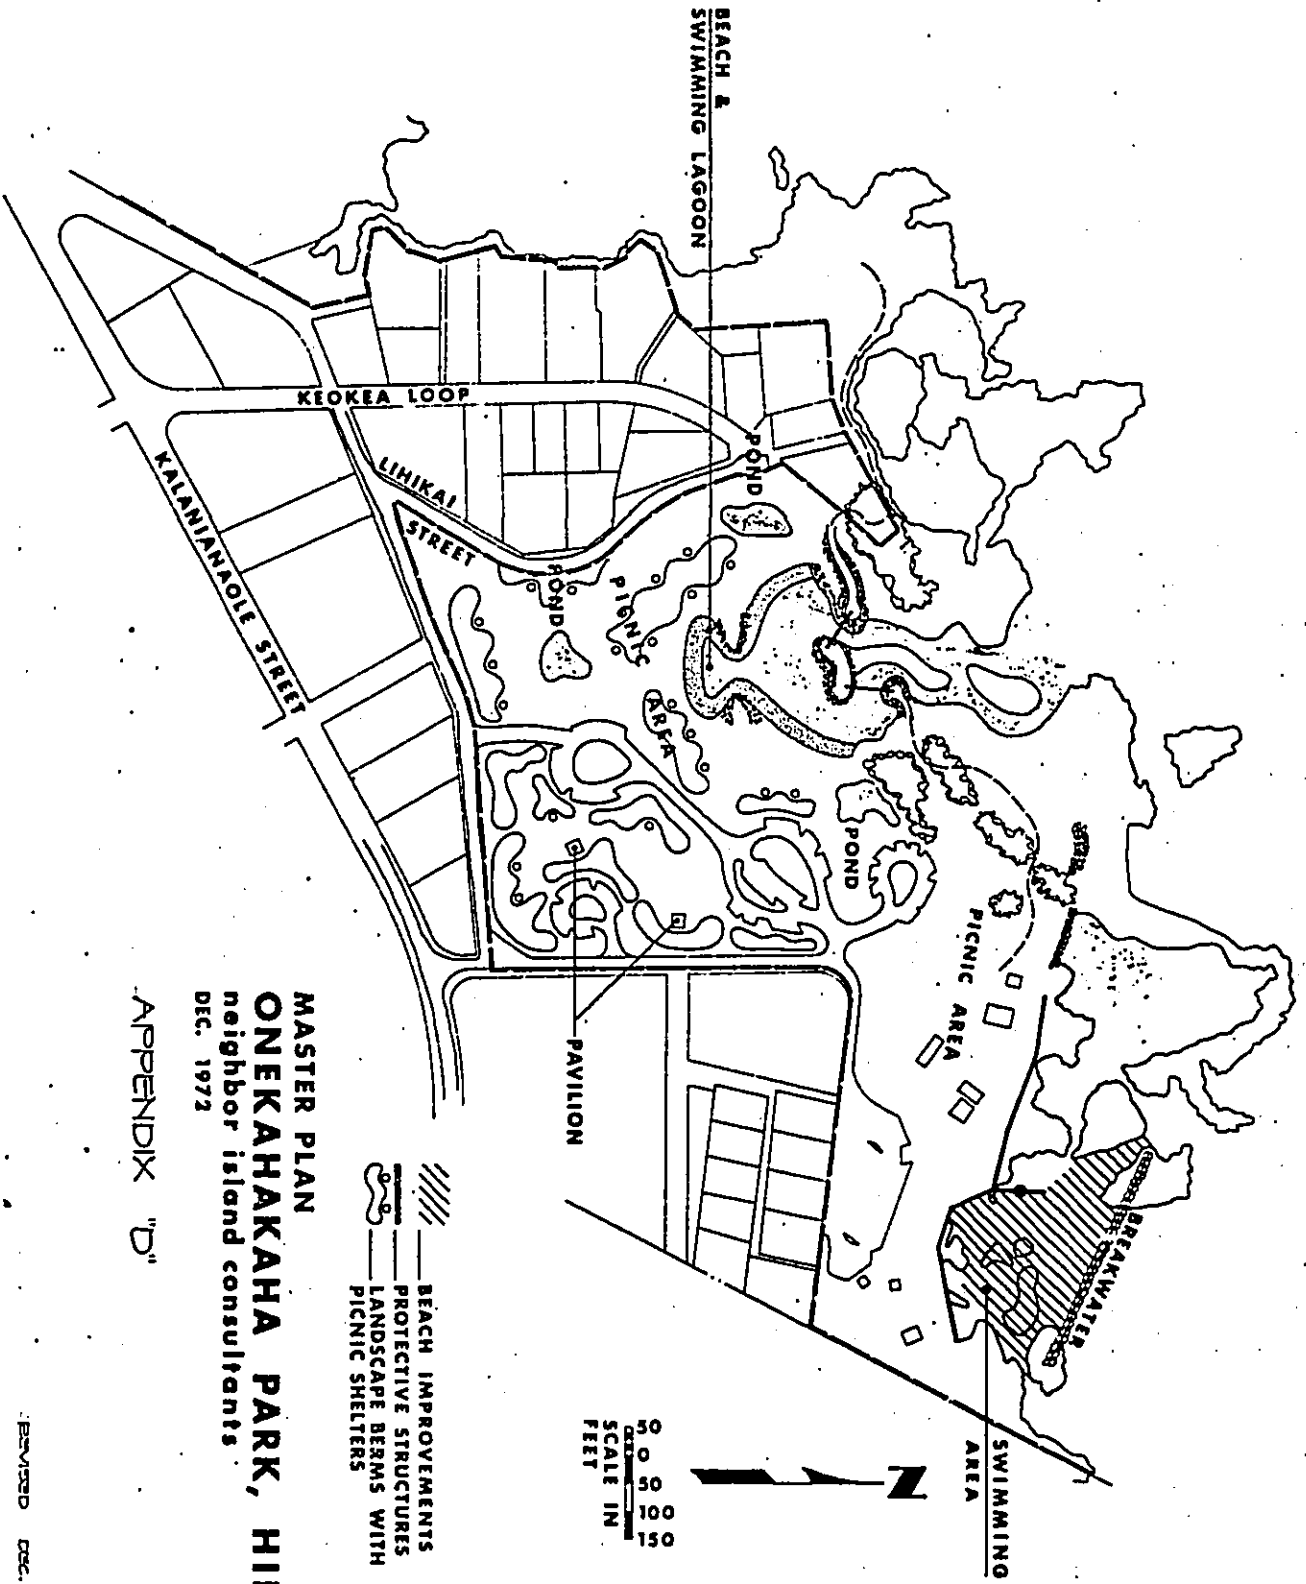 BEACH &
SWIMMING LAGOON
KEOKEA LOOP
LIHIKAI
STREET
KALANIANAOLE STREET
POND
POND
PICNIC
AREA
POND
PICNIC AREA
PAVILION
BREAKWATER
SWIMMING
AREA
50 0 50 100 150
SCALE IN
FEET
N
BEACH IMPROVEMENTS
PROTECTIVE STRUCTURES
LANDSCAPE BERMS WITH
PICNIC SHELTERS
MASTER PLAN
ONEKAHAKAHA PARK,
neighbor island consultants
DEC. 1972
APPENDIX "D"
REVISED DEC.